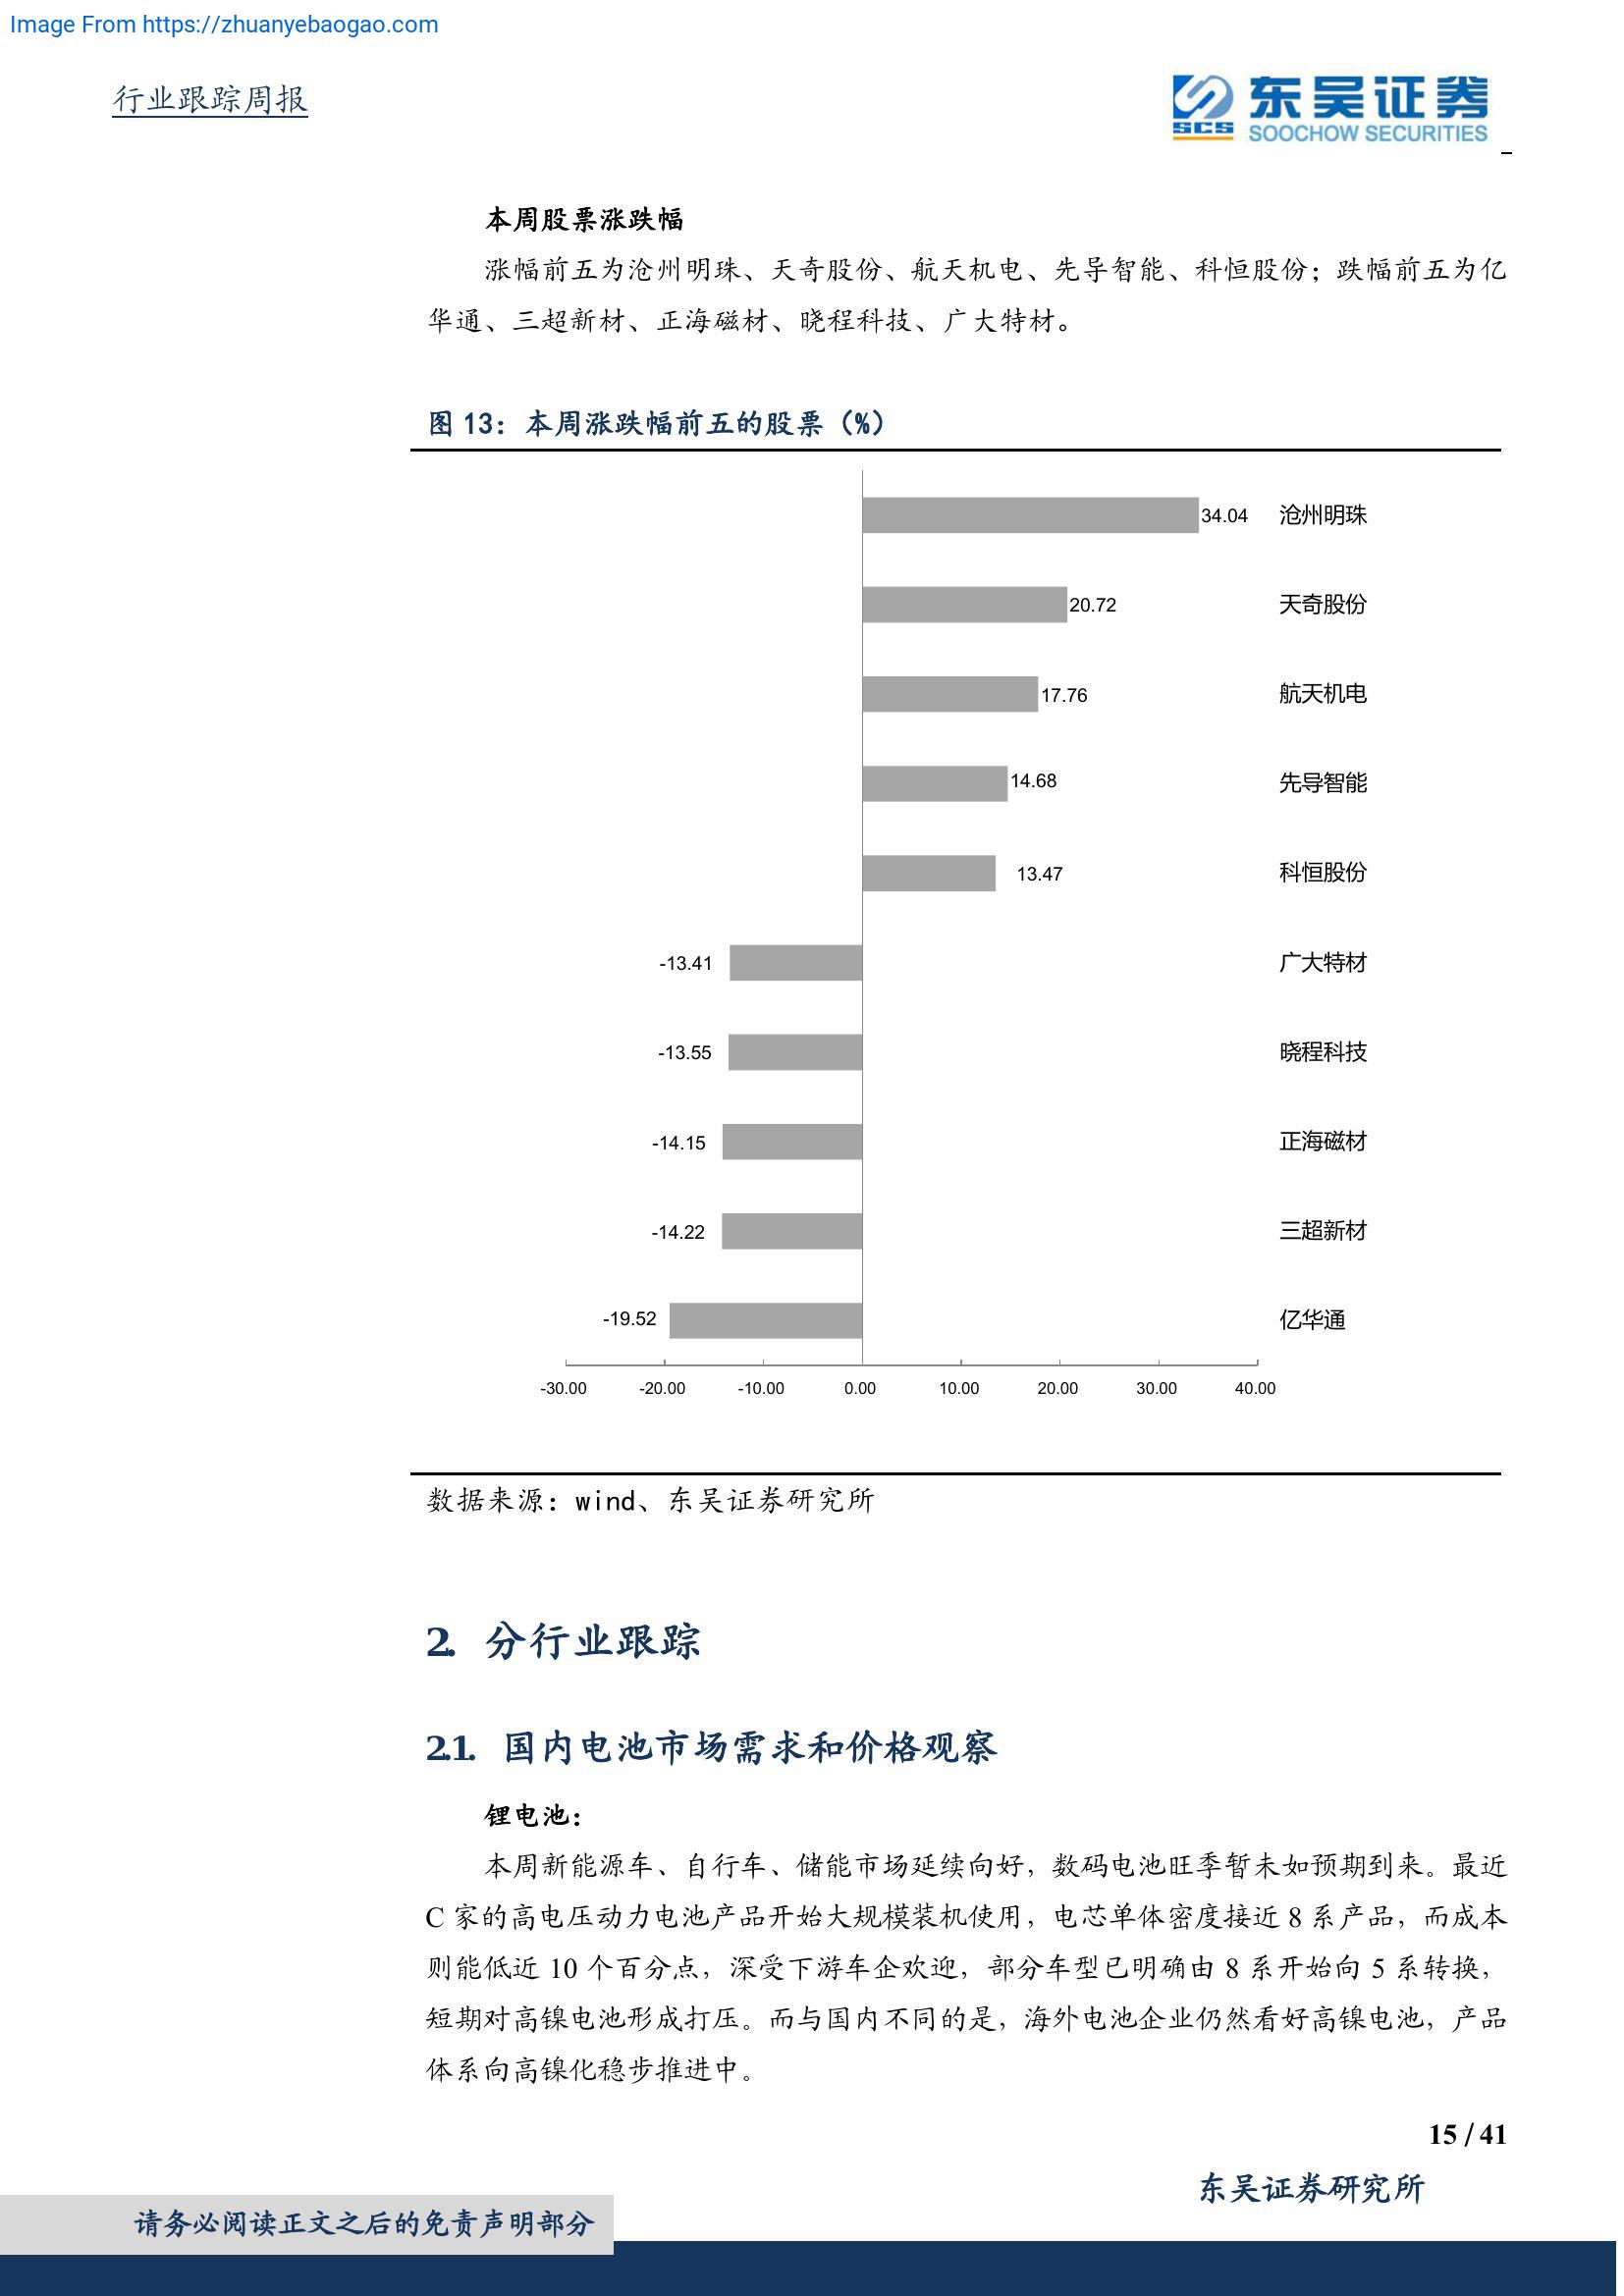 Image From https://zhuanyebaogao.com
行业跟踪周报
东吴证券
SCS SOOCHOW SECURITIES
本周股票涨跌幅
涨幅前五为沧州明珠、天奇股份、航天机电、先导智能、科恒股份；跌幅前五为亿
华通、三超新材、正海磁材、晓程科技、广大特材。
图 13：本周涨跌幅前五的股票（%）
34.04 沧州明珠
20.72 天奇股份
17.76 航天机电
14.68 先导智能
13.47 科恒股份
-13.41 广大特材
-13.55 晓程科技
-14.15 正海磁材
-14.22 三超新材
-19.52 亿华通
-30.00 -20.00 -10.00 0.00 10.00 20.00 30.00 40.00
数据来源：wind、东吴证券研究所
2. 分行业跟踪
2.1. 国内电池市场需求和价格观察
锂电池：
本周新能源车、自行车、储能市场延续向好，数码电池旺季暂未如预期到来。最近
C 家的高电压动力电池产品开始大规模装机使用，电芯单体密度接近 8 系产品，而成本
则能低近 10 个百分点，深受下游车企欢迎，部分车型已明确由 8 系开始向 5 系转换，
短期对高镍电池形成打压。而与国内不同的是，海外电池企业仍然看好高镍电池，产品
体系向高镍化稳步推进中。
15 / 41
东吴证券研究所
请务必阅读正文之后的免责声明部分